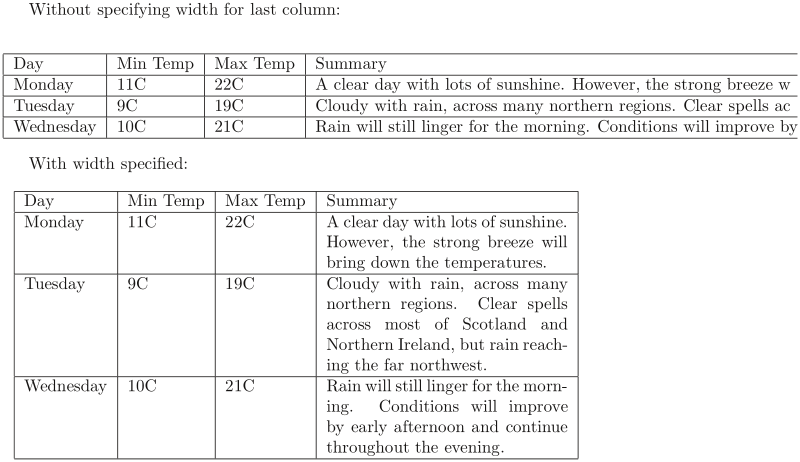 Without specifying width for last column:
Day Min Temp Max Temp Summary
Monday 11C 22C A clear day with lots of sunshine. However, the strong breeze w
Tuesday 9C 19C Cloudy with rain, across many northern regions. Clear spells ac
Wednesday 10C 21C Rain will still linger for the morning. Conditions will improve by
With width specified:
Day Min Temp Max Temp Summary
Monday 11C 22C A clear day with lots of sunshine.
However, the strong breeze will
bring down the temperatures.
Tuesday 9C 19C Cloudy with rain, across many
northern regions. Clear spells
across most of Scotland and
Northern Ireland, but rain reach-
ing the far northwest.
Wednesday 10C 21C Rain will still linger for the morn-
ing. Conditions will improve
by early afternoon and continue
throughout the evening.